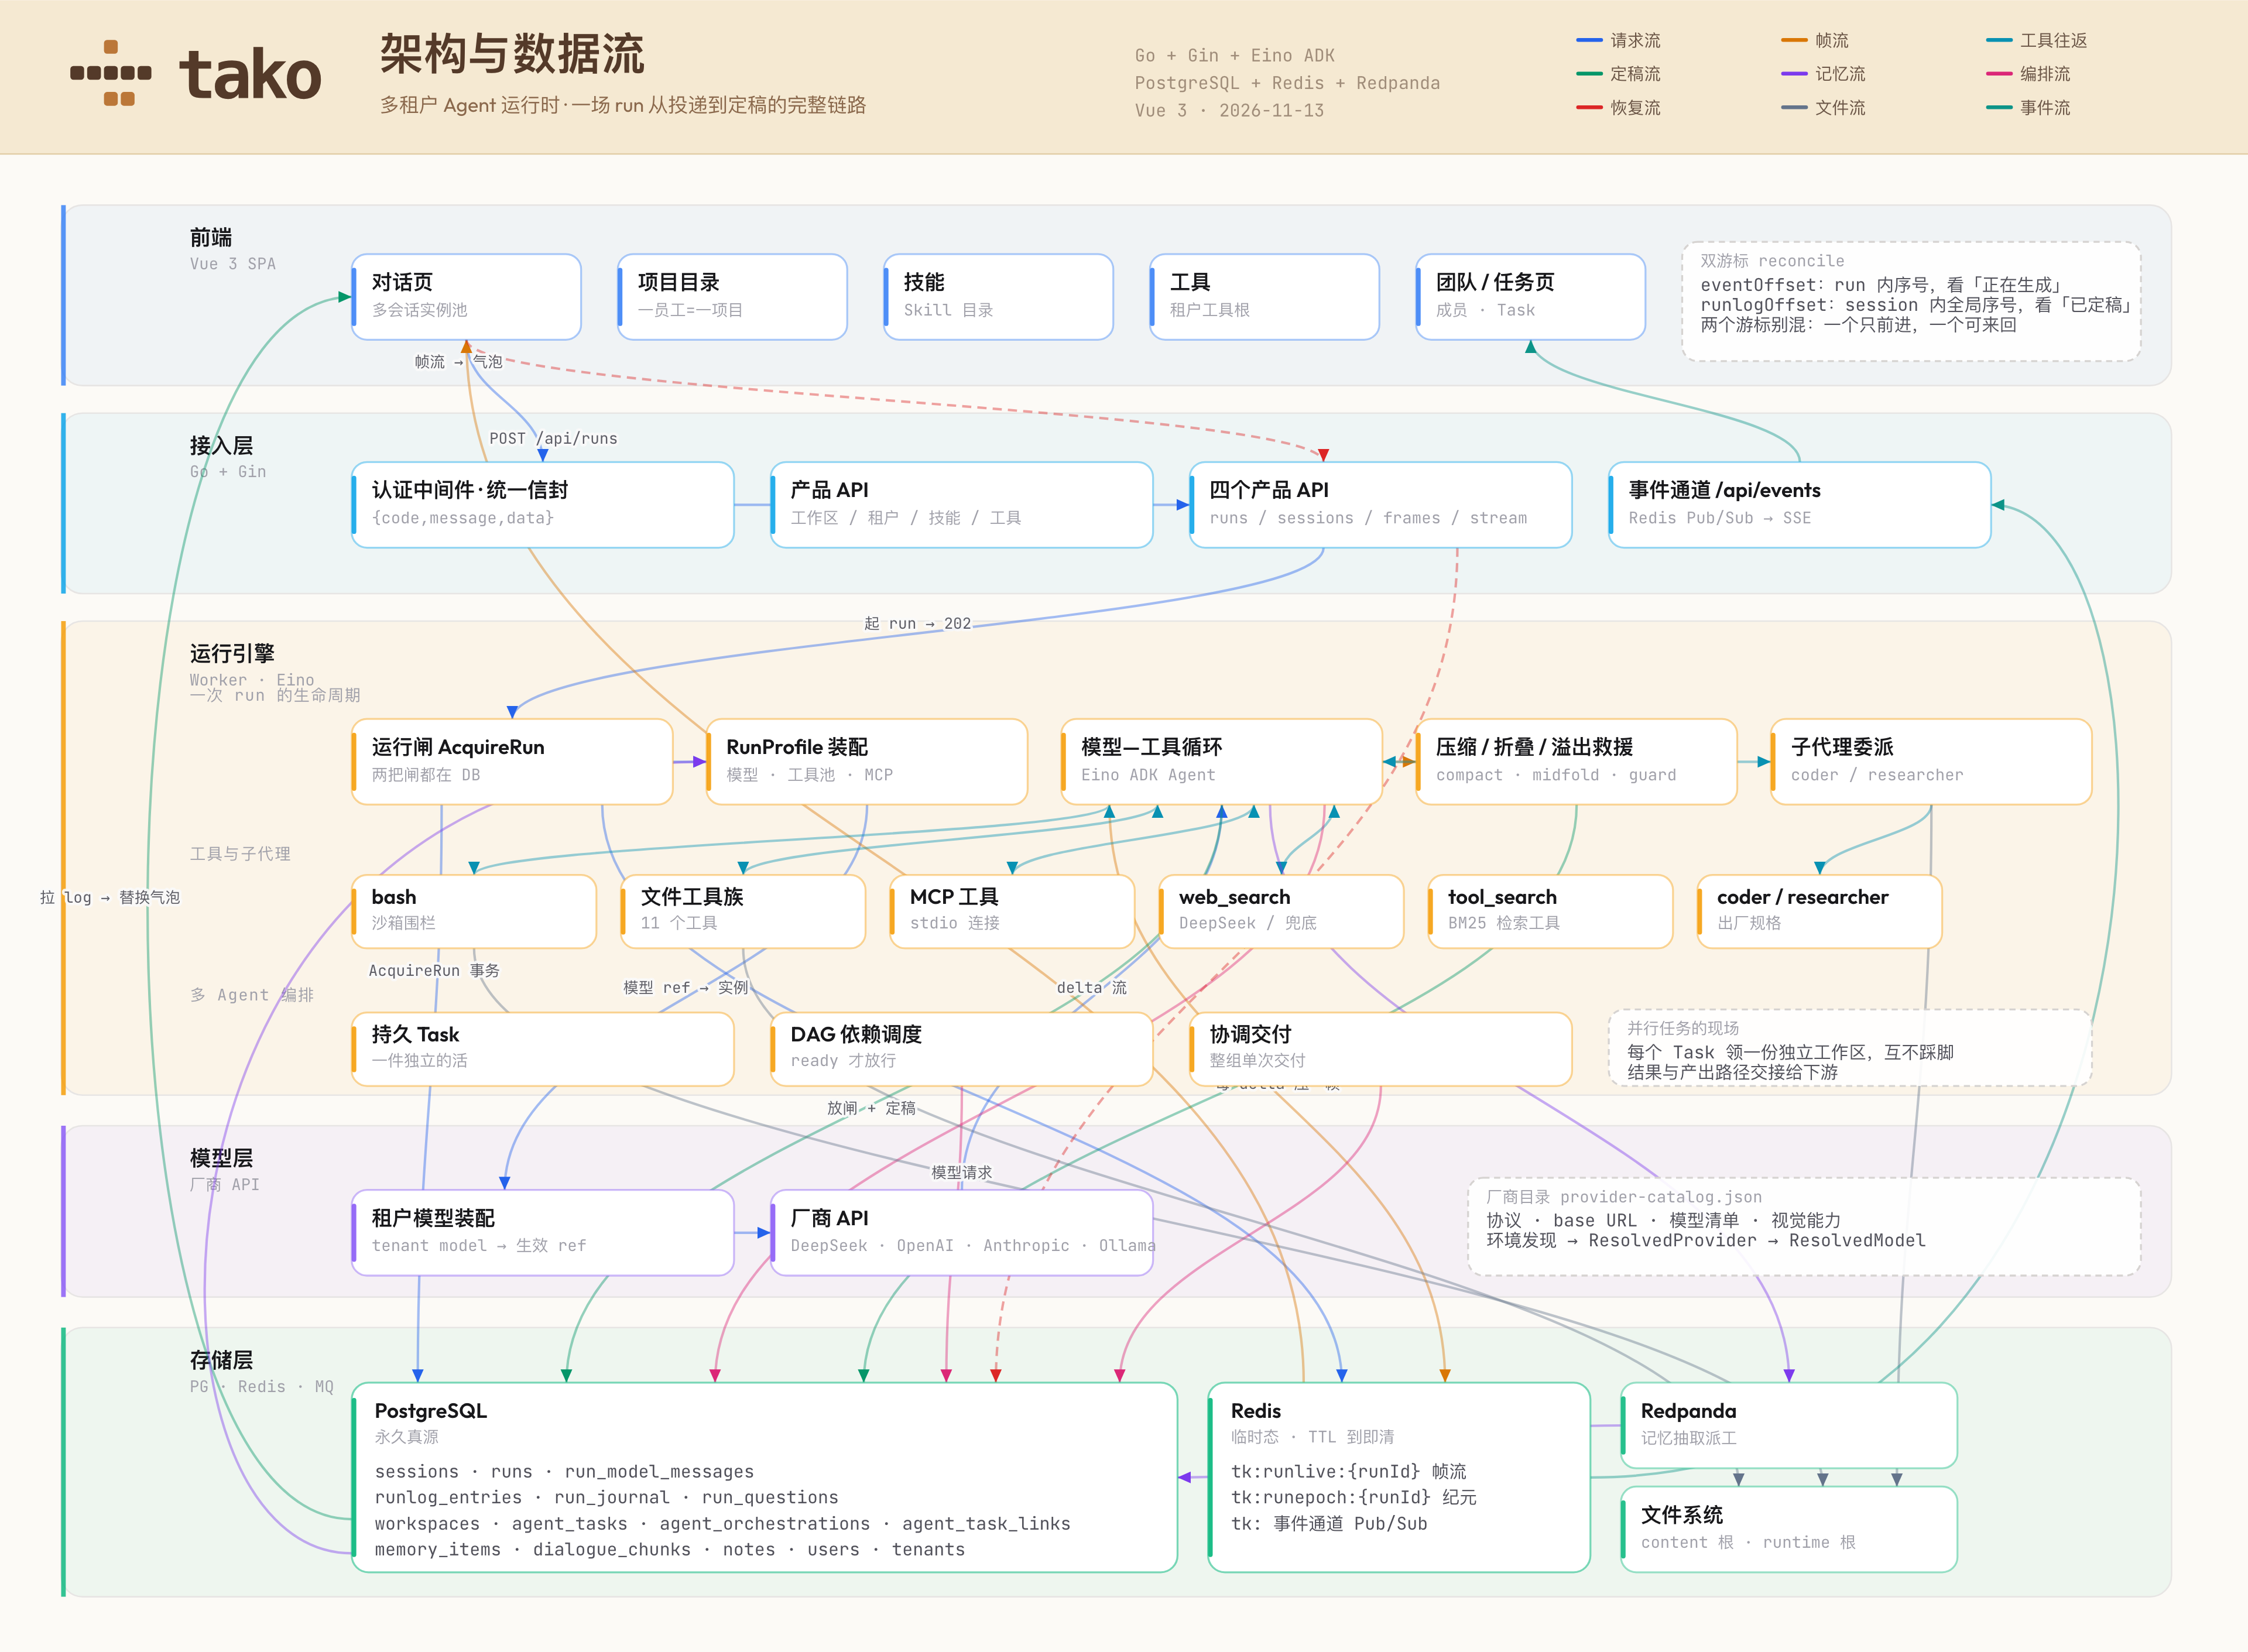 tako
架构与数据流
多租户 Agent 运行时·一场 run 从投递到定稿的完整链路
Go + Gin + Eino ADK
PostgreSQL + Redis + Redpanda
Vue 3 · 2026-11-13
请求流
帧流
工具往返
定稿流
记忆流
编排流
恢复流
文件流
事件流
前端
Vue 3 SPA
对话页
多会话实例池
项目目录
一员工=一项目
技能
Skill 目录
工具
租户工具根
团队 / 任务页
成员 · Task
双游标 reconcile
eventOffset: run 内序号，看「正在生成」
runlogOffset: session 内全局序号，看「已定稿」
两个游标别混: 一个只前进，一个可来回
帧流 → 气泡
POST /api/runs
接入层
Go + Gin
认证中间件·统一信封
{code,message,data}
产品 API
工作区 / 租户 / 技能 / 工具
四个产品 API
runs / sessions / frames / stream
事件通道 /api/events
Redis Pub/Sub → SSE
起 run → 202
运行引擎
Worker · Eino
一次 run 的生命周期
运行闸 AcquireRun
两把闸都在 DB
RunProfile 装配
模型 · 工具池 · MCP
模型—工具循环
Eino ADK Agent
压缩 / 折叠 / 溢出救援
compact · midfold · guard
子代理委派
coder / researcher
工具与子代理
拉 log → 替换气泡
bash
沙箱围栏
文件工具族
11 个工具
MCP 工具
stdio 连接
web_search
DeepSeek / 兜底
tool_search
BM25 检索工具
coder / researcher
出厂规格
AcquireRun 事务
模型 ref → 实例
delta 流
多 Agent 编排
持久 Task
一件独立的活
DAG 依赖调度
ready 才放行
协调交付
整组单次交付
并行任务的现场
每个 Task 领一份独立工作区，互不踩脚
结果与产出路径交接给下游
放闸 + 定稿
模型层
厂商 API
模型请求
租户模型装配
tenant model → 生效 ref
厂商 API
DeepSeek · OpenAI · Anthropic · Ollama
厂商目录 provider-catalog.json
协议 · base URL · 模型清单 · 视觉能力
环境发现 → ResolvedProvider → ResolvedModel
存储层
PG · Redis · MQ
PostgreSQL
永久真源
sessions · runs · run_model_messages
runlog_entries · run_journal · run_questions
workspaces · agent_tasks · agent_orchestrations · agent_task_links
memory_items · dialogue_chunks · notes · users · tenants
Redis
临时态 · TTL 到即清
tk:runlive:{runId} 帧流
tk:runepoch:{runId} 纪元
tk: 事件通道 Pub/Sub
Redpanda
记忆抽取派工
文件系统
content 根 · runtime 根